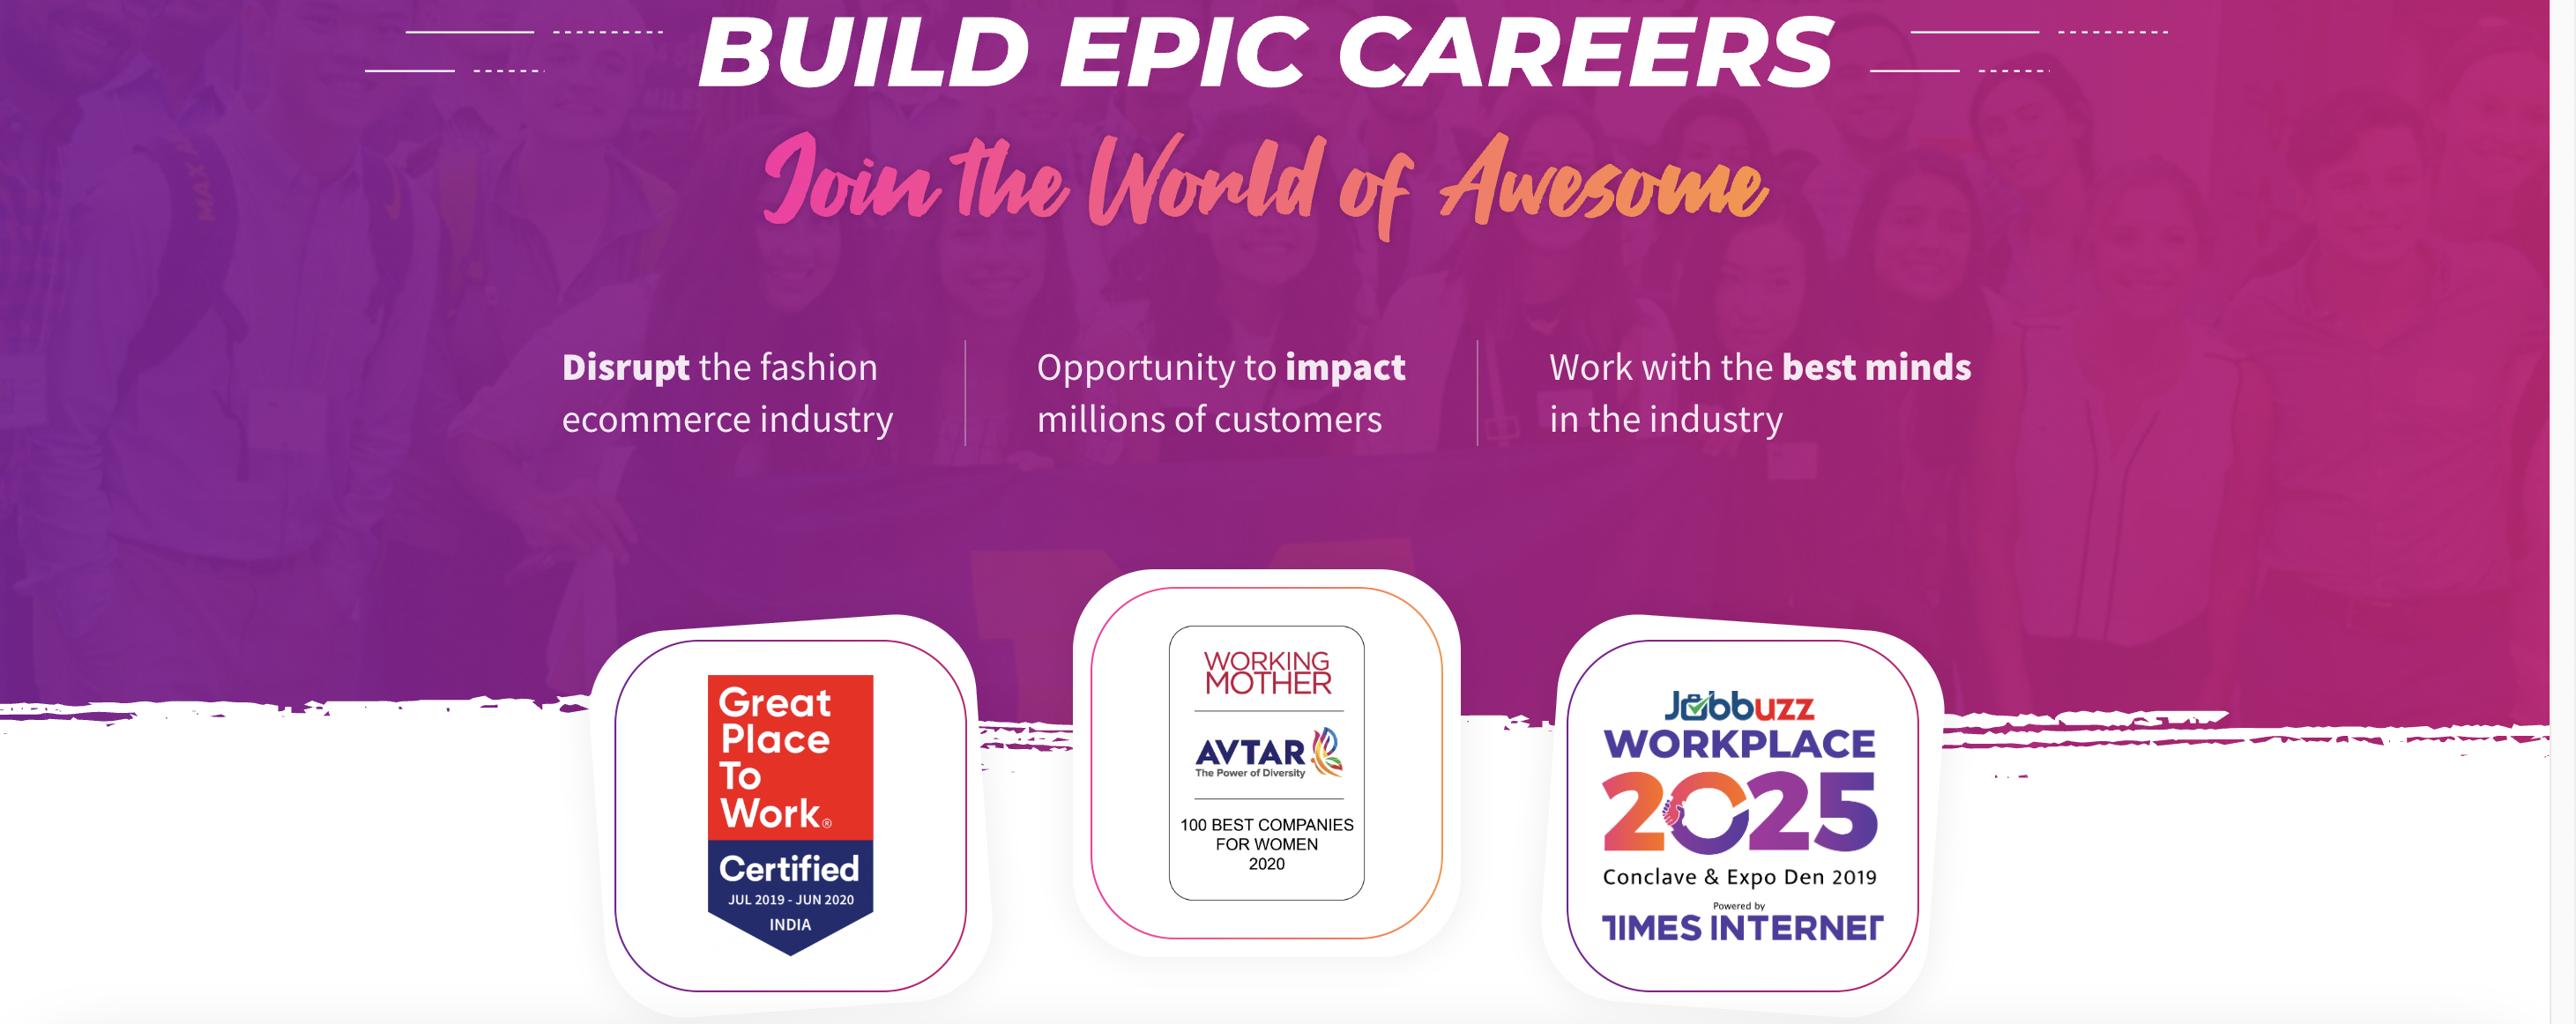 BUILD EPIC CAREERS
Join the World of Awesome
Disrupt the fashion
ecommerce industry
Opportunity to impact
millions of customers
Work with the best minds
in the industry
Great
Place
To
Work®
Certified
JUL 2019 - JUN 2020
INDIA
WORKING
MOTHER
AVTAR
The Power of Diversity
100 BEST COMPANIES
FOR WOMEN
2020
Jobbuzz
WORKPLACE
2025
Conclave & Expo Den 2019
Powered by
TIMES INTERNET